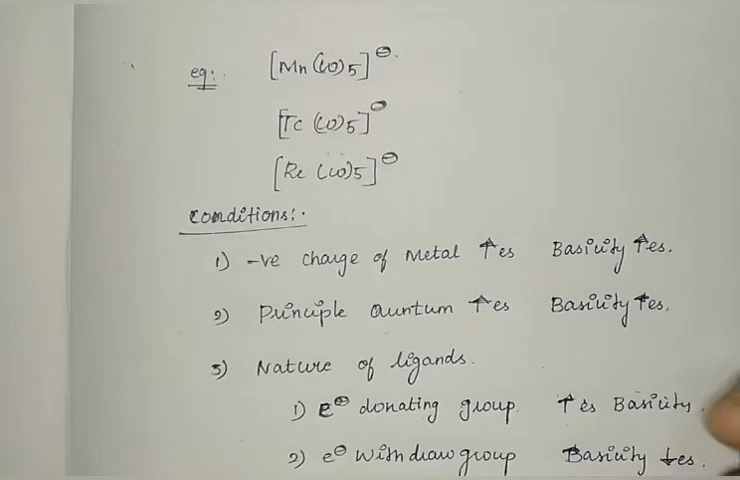 eg:. [Mn (CO)5]⊖.
[Tc (CO)5]⊖
[Re (CO)5]⊖
conditions:.
1) -ve charge of Metal ↑es Basicity ↑es.
2) Principle Quntum ↑es Basicity ↑es.
3) Nature of ligands.
1) e⊖ donating group. ↑es Basicity.
2) e⊖ withdraw group Basicity ↓es.